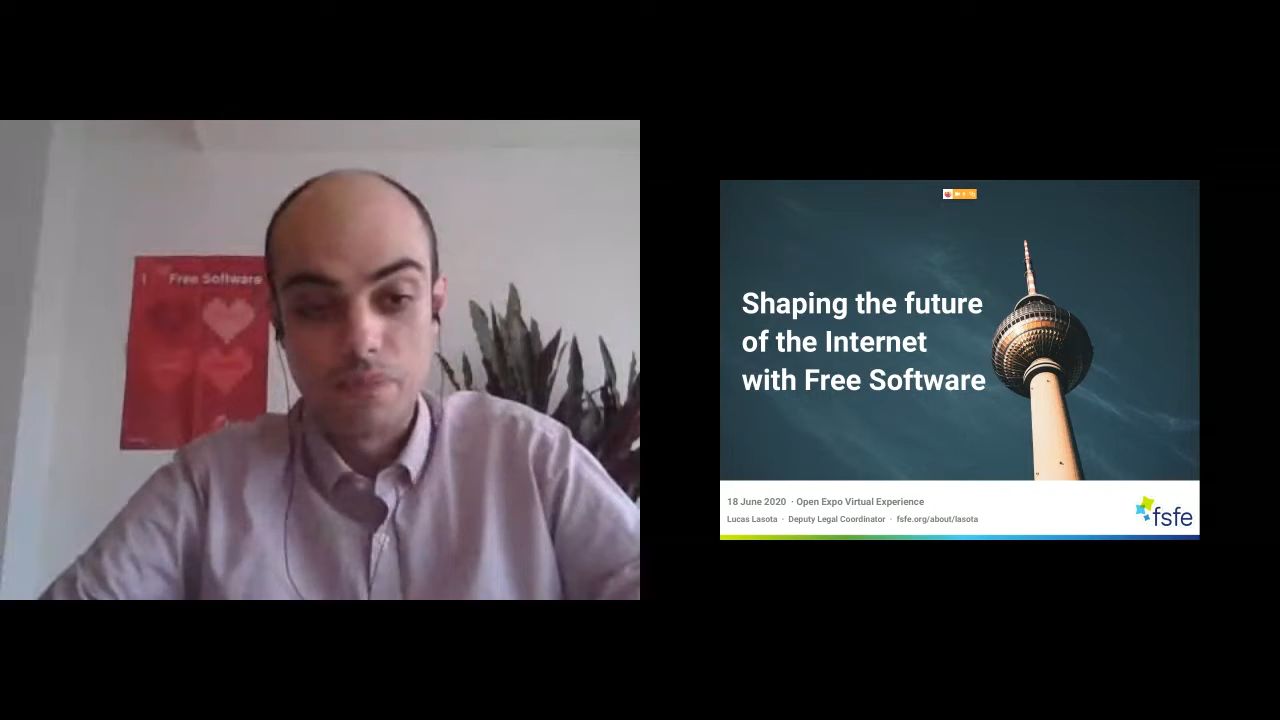 Free Software
Shaping the future
of the Internet
with Free Software
18 June 2020 · Open Expo Virtual Experience
Lucas Lasota · Deputy Legal Coordinator · fsfe.org/about/lasota
fsfe